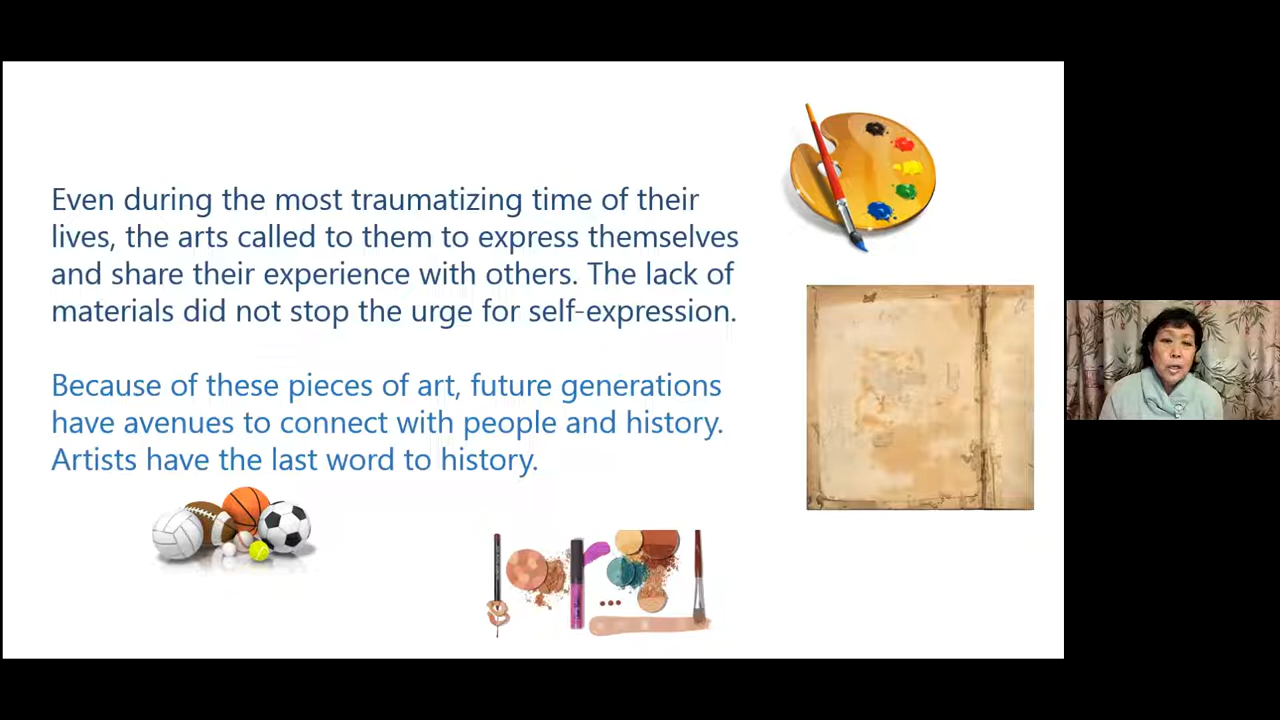 Even during the most traumatizing time of their
lives, the arts called to them to express themselves
and share their experience with others. The lack of
materials did not stop the urge for self-expression.
Because of these pieces of art, future generations
have avenues to connect with people and history.
Artists have the last word to history.